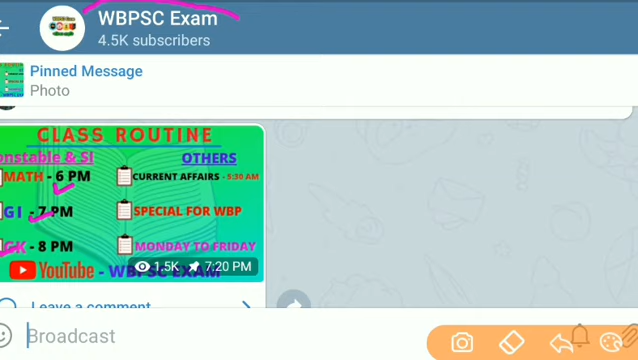 WBPSC Exam
4.5K subscribers
Pinned Message
Photo
CLASS ROUTINE
onstable & SI
OTHERS
MATH - 6 PM
CURRENT AFFAIRS - 5:30 AM
GI - 7 PM
SPECIAL FOR WBP
GK - 8 PM
MONDAY TO FRIDAY
YouTube - WBPSC EXAM
1.5K 7:20 PM
Leave a comment
Broadcast